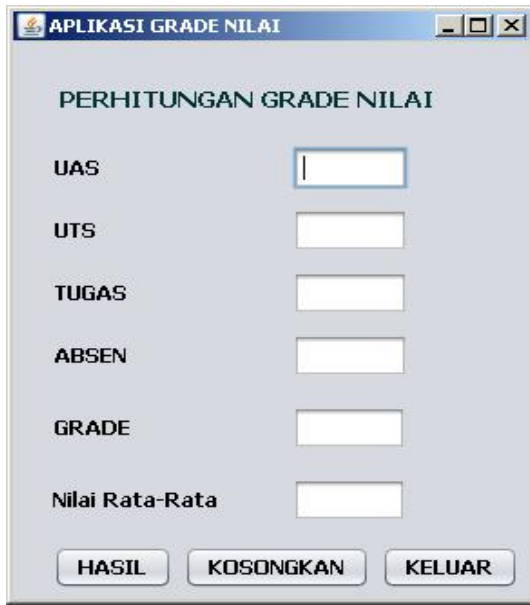 APLIKASI GRADE NILAI
PERHITUNGAN GRADE NILAI
UAS
UTS
TUGAS
ABSEN
GRADE
Nilai Rata-Rata
HASIL KOSONGKAN KELUAR